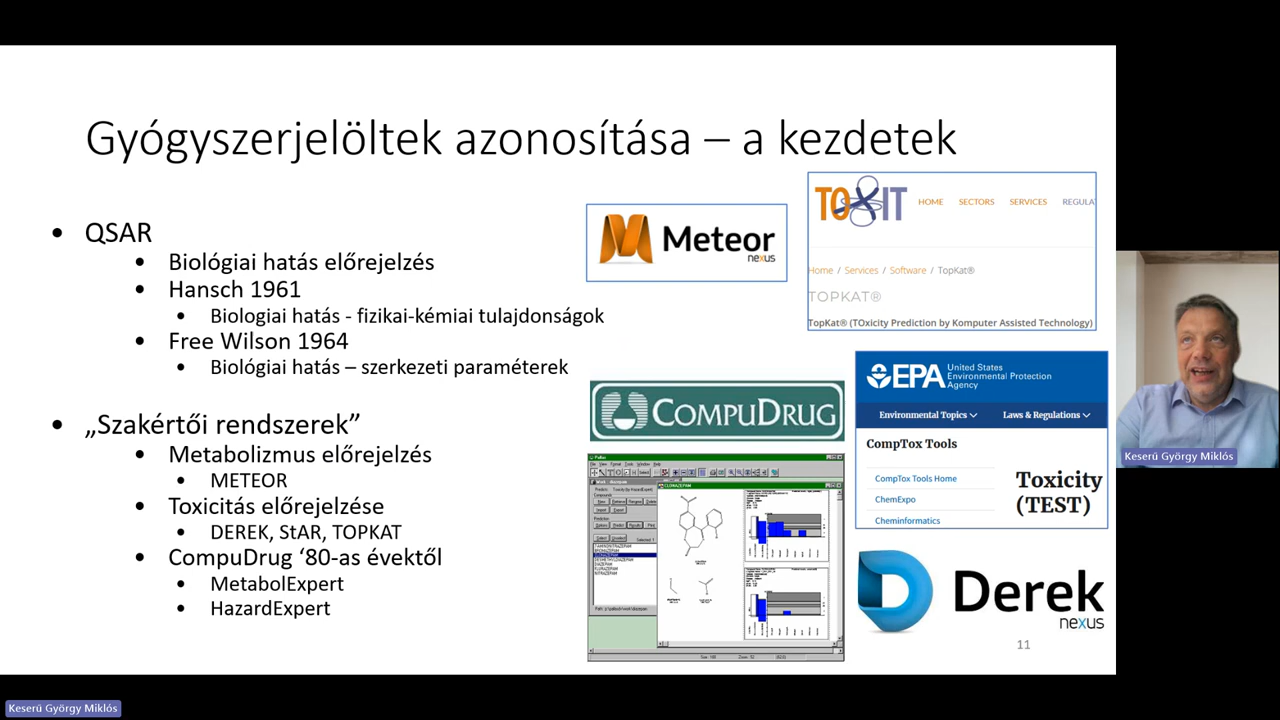 Gyógyszerjelöltek azonosítása – a kezdetek
• QSAR
• Biológiai hatás előrejelzés
• Hansch 1961
• Biologiai hatás - fizikai-kémiai tulajdonságok
• Free Wilson 1964
• Biológiai hatás – szerkezeti paraméterek
• „Szakértői rendszerek”
• Metabolizmus előrejelzés
• METEOR
• Toxicitás előrejelzése
• DEREK, StAR, TOPKAT
• CompuDrug ‘80-as évektől
• MetabolExpert
• HazardExpert
Meteor
nexus
TOXIT
HOME SECTORS SERVICES REGULA
Home / Services / Software / TopKat®
TOPKAT®
TopKat® (TOxicity Prediction by Komputer Assisted Technology)
COMPUDRUG
EPA United States
Environmental Protection
Agency
Environmental Topics Laws & Regulations
CompTox Tools
CompTox Tools Home
ChemExpo
Cheminformatics
Toxicity
(TEST)
Derek
nexus
11
Keserű György Miklós
Keserű György Miklós